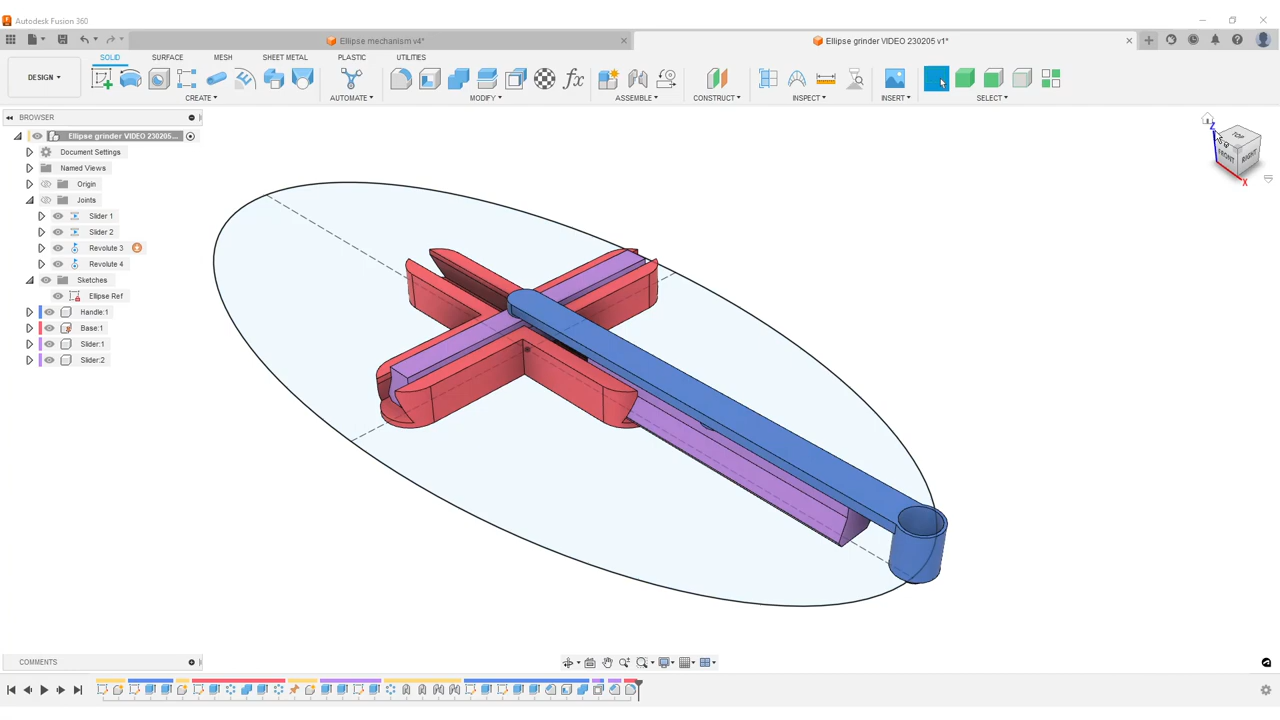 Autodesk Fusion 360
Ellipse mechanism v4*
Ellipse grinder VIDEO 230205 v1*
SOLID SURFACE MESH SHEET METAL PLASTIC UTILITIES
DESIGN
CREATE AUTOMATE MODIFY ASSEMBLE CONSTRUCT INSPECT INSERT SELECT
BROWSER
Ellipse grinder VIDEO 230205...
Document Settings
Named Views
Origin
Joints
Slider 1
Slider 2
Revolute 3
Revolute 4
Sketches
Ellipse Ref
Handle:1
Base:1
Slider:1
Slider:2
Z
TOP
FRONT
RIGHT
X
COMMENTS